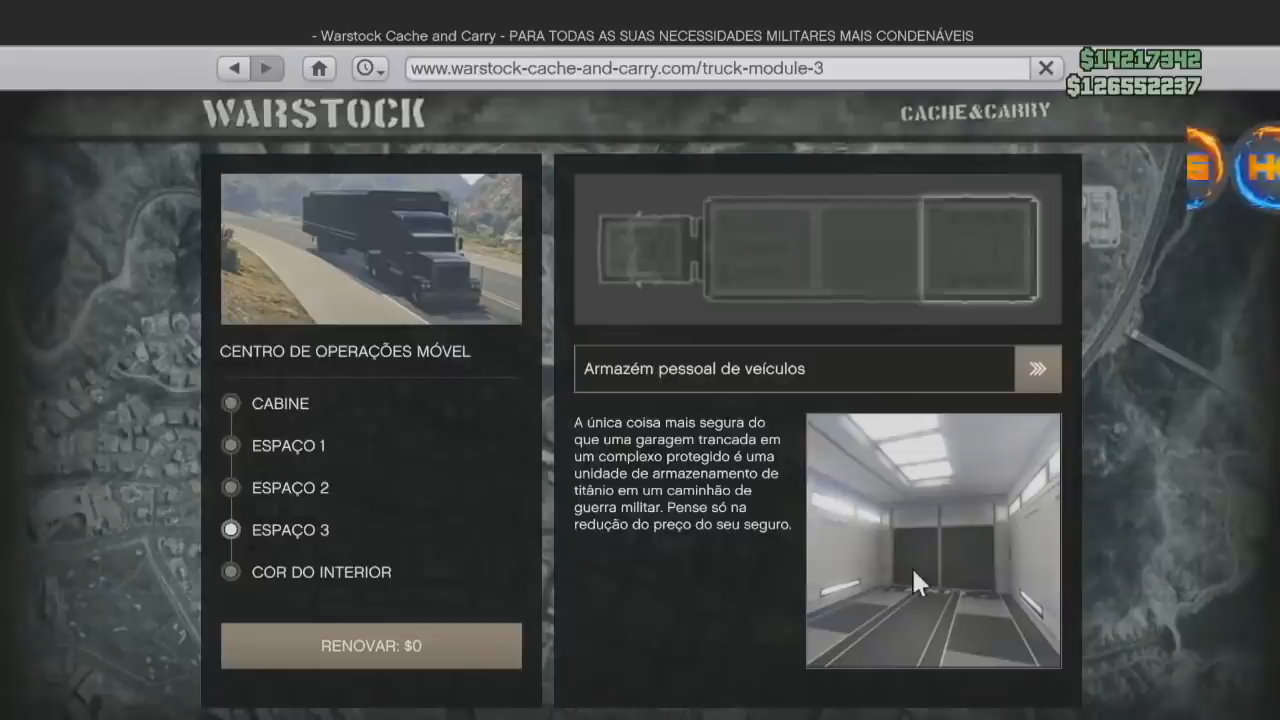 - Warstock Cache and Carry - PARA TODAS AS SUAS NECESSIDADES MILITARES MAIS CONDENÁVEIS
www.warstock-cache-and-carry.com/truck-module-3
$14217342
$126552237
WARSTOCK
CACHE&CARRY
S
HO
CENTRO DE OPERAÇÕES MÓVEL
CABINE
ESPAÇO 1
ESPAÇO 2
ESPAÇO 3
COR DO INTERIOR
RENOVAR: $0
Armazém pessoal de veículos
A única coisa mais segura do
que uma garagem trancada em
um complexo protegido é uma
unidade de armazenamento de
titânio em um caminhão de
guerra militar. Pense só na
redução do preço do seu seguro.